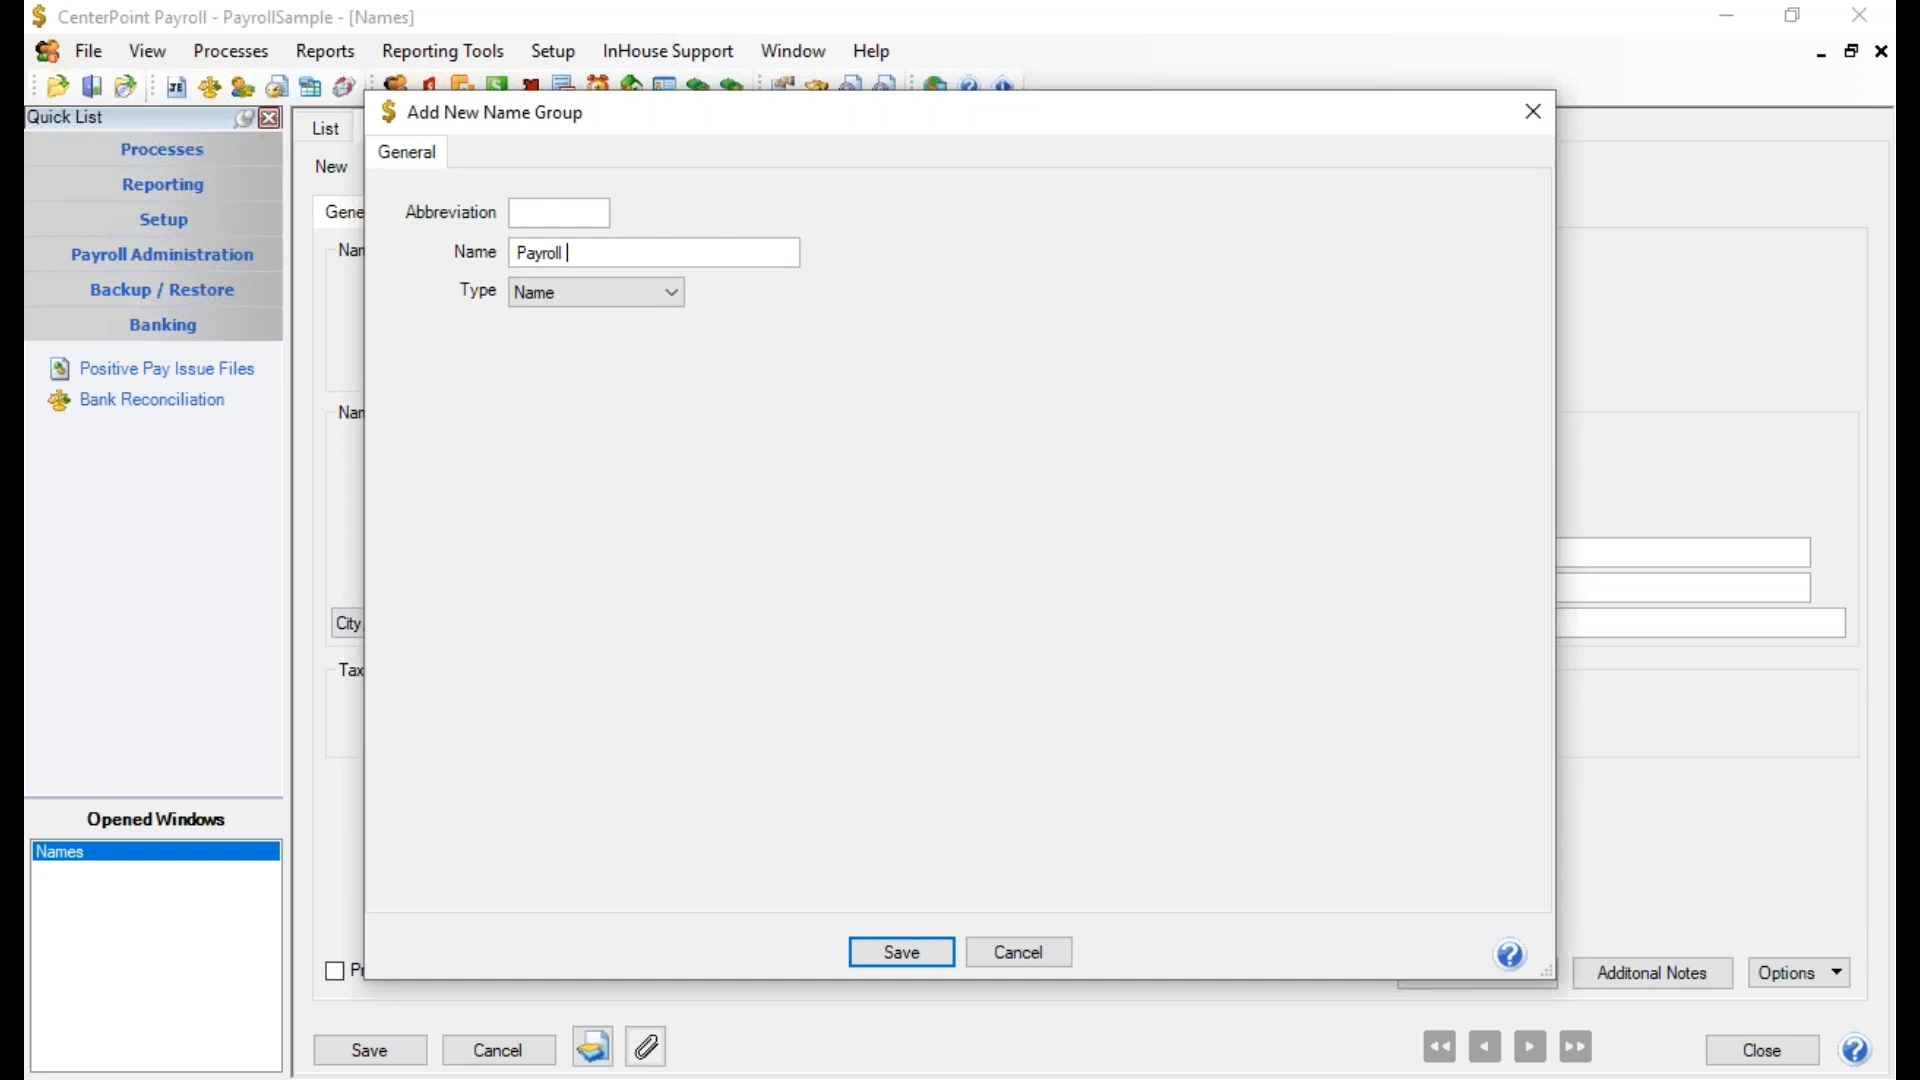 CenterPoint Payroll - PayrollSample - [Names]
File View Processes Reports Reporting Tools Setup InHouse Support Window Help
Quick List
Processes
Reporting
Setup
Payroll Administration
Backup / Restore
Banking
Positive Pay Issue Files
Bank Reconciliation
Opened Windows
Names
List
New
Gene
Nam
Nam
City
Tax
Add New Name Group
General
Abbreviation
Name Payroll
Type Name
Save Cancel
Additonal Notes Options
Save Cancel Close